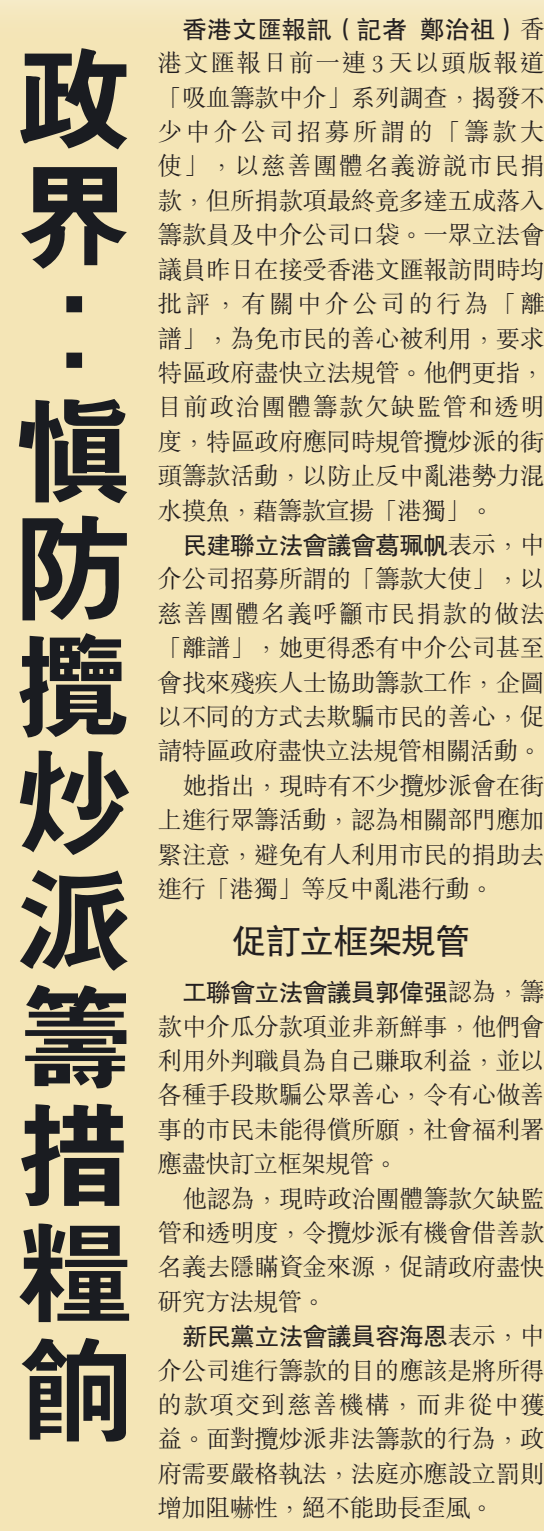 政界：慎防攬炒派籌措糧餉
香港文匯報訊（記者 鄭治祖）香
港文匯報日前一連3天以頭版報道
「吸血籌款中介」系列調查，揭發不
少中介公司招募所謂的「籌款大
使」，以慈善團體名義游説市民捐
款，但所捐款項最終竟多達五成落入
籌款員及中介公司口袋。一眾立法會
議員昨日在接受香港文匯報訪問時均
批評，有關中介公司的行為「離
譜」，為免市民的善心被利用，要求
特區政府盡快立法規管。他們更指，
目前政治團體籌款欠缺監管和透明
度，特區政府應同時規管攬炒派的街
頭籌款活動，以防止反中亂港勢力混
水摸魚，藉籌款宣揚「港獨」。
民建聯立法會議會葛珮帆表示，中
介公司招募所謂的「籌款大使」，以
慈善團體名義呼籲市民捐款的做法
「離譜」，她更得悉有中介公司甚至
會找來殘疾人士協助籌款工作，企圖
以不同的方式去欺騙市民的善心，促
請特區政府盡快立法規管相關活動。
她指出，現時有不少攬炒派會在街
上進行眾籌活動，認為相關部門應加
緊注意，避免有人利用市民的捐助去
進行「港獨」等反中亂港行動。
促訂立框架規管
工聯會立法會議員郭偉强認為，籌
款中介瓜分款項並非新鮮事，他們會
利用外判職員為自己賺取利益，並以
各種手段欺騙公眾善心，令有心做善
事的市民未能得償所願，社會福利署
應盡快訂立框架規管。
他認為，現時政治團體籌款欠缺監
管和透明度，令攬炒派有機會借善款
名義去隱瞞資金來源，促請政府盡快
研究方法規管。
新民黨立法會議員容海恩表示，中
介公司進行籌款的目的應該是將所得
的款項交到慈善機構，而非從中獲
益。面對攬炒派非法籌款的行為，政
府需要嚴格執法，法庭亦應設立罰則
增加阻嚇性，絕不能助長歪風。